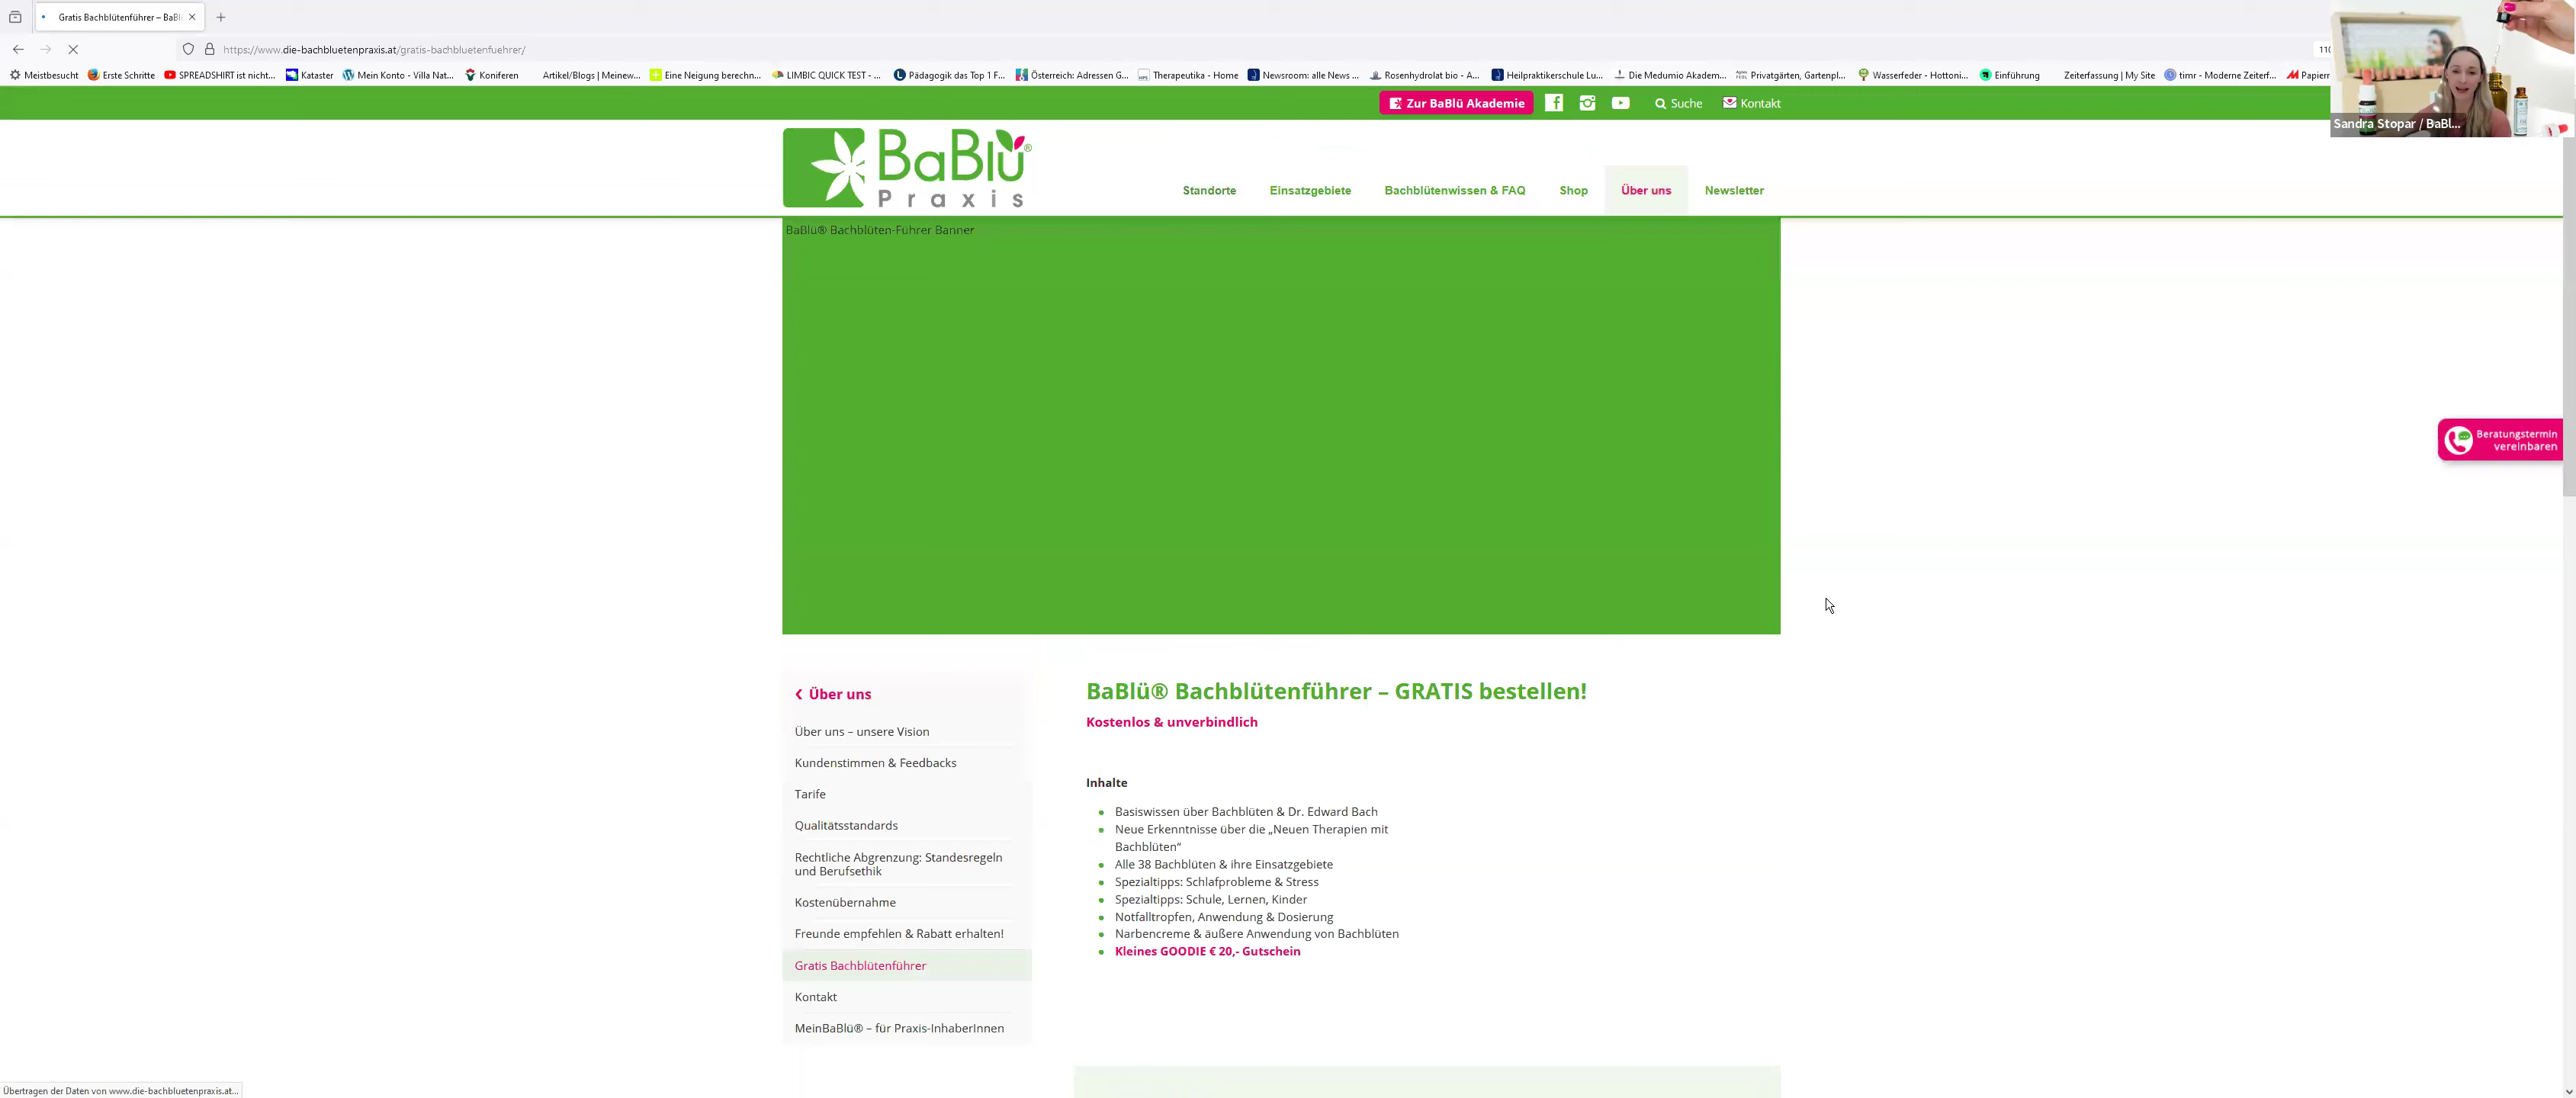 Gratis Bachblütenführer – BaBl
https://www.die-bachbluetenpraxis.at/gratis-bachbluetenfuehrer/
110
Meistbesucht Erste Schritte SPREADSHIRT ist nicht... Kataster Mein Konto - Villa Nat... Koniferen Artikel/Blogs | Meinew... Eine Neigung berechn... LIMBIC QUICK TEST - ... Pädagogik das Top 1 F... Österreich: Adressen G... Therapeutika - Home Newsroom: alle News ... Rosenhydrolat bio - A... Heilpraktikerschule Lu... Die Medumio Akadem... Privatgärten, Gartenpl... Wasserfeder - Hottoni... Einführung Zeiterfassung | My Site timr - Moderne Zeiterf... Papierr
Zur BaBlü Akademie Suche Kontakt
Sandra Stopar / BaBl...
BaBlü®
Praxis
Standorte Einsatzgebiete Bachblütenwissen & FAQ Shop Über uns Newsletter
BaBlü® Bachblüten-Führer Banner
Beratungstermin
vereinbaren
Über uns
Über uns – unsere Vision
Kundenstimmen & Feedbacks
Tarife
Qualitätsstandards
Rechtliche Abgrenzung: Standesregeln
und Berufsethik
Kostenübernahme
Freunde empfehlen & Rabatt erhalten!
Gratis Bachblütenführer
Kontakt
MeinBaBlü® – für Praxis-InhaberInnen
BaBlü® Bachblütenführer – GRATIS bestellen!
Kostenlos & unverbindlich
Inhalte
Basiswissen über Bachblüten & Dr. Edward Bach
Neue Erkenntnisse über die „Neuen Therapien mit
Bachblüten“
Alle 38 Bachblüten & ihre Einsatzgebiete
Spezialtipps: Schlafprobleme & Stress
Spezialtipps: Schule, Lernen, Kinder
Notfalltropfen, Anwendung & Dosierung
Narbencreme & äußere Anwendung von Bachblüten
Kleines GOODIE € 20,- Gutschein
Übertragen der Daten von www.die-bachbluetenpraxis.at...